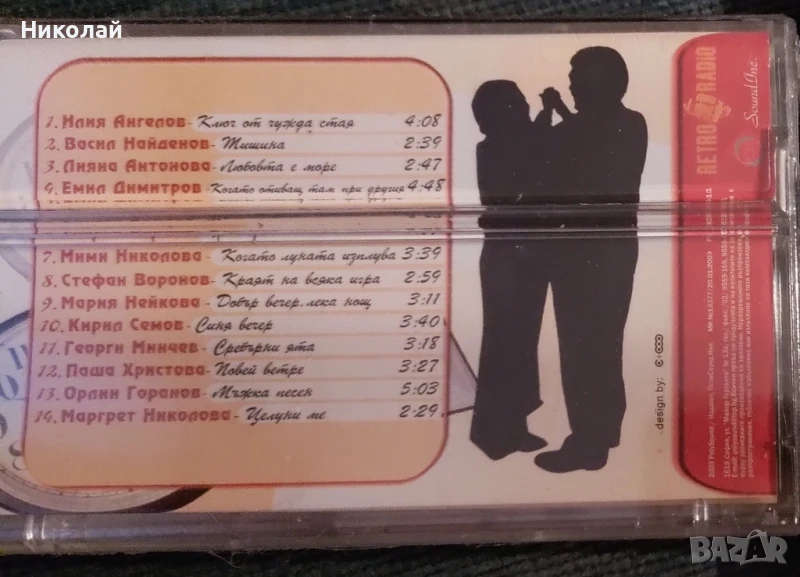 Николай
1. Илия Ангелов - Ключ от чужда стая 4:08
2. Васил Найденов - Тишина 2:39
3. Лияна Антонова - Любовта е море 2:47
4. Емил Димитров - Когато отиваш там при другия 4:48
7. Мими Николова - Когато луната изплува 3:39
8. Стефан Воронов - Краят на всяка игра 2:59
9. Мария Нейкова - Добър вечер, лека нощ 3:11
10. Кирил Семов - Синя вечер 3:40
11. Георги Минчев - Сребърни ята 3:18
12. Паша Христова - Повей ветре 3:27
13. Орлин Горанов - Мъжка песен 5:03
14. Маргрет Николова - Целуни ме 2:29
design by:
RETRO RADIO
Sound Inc.
BAZAR